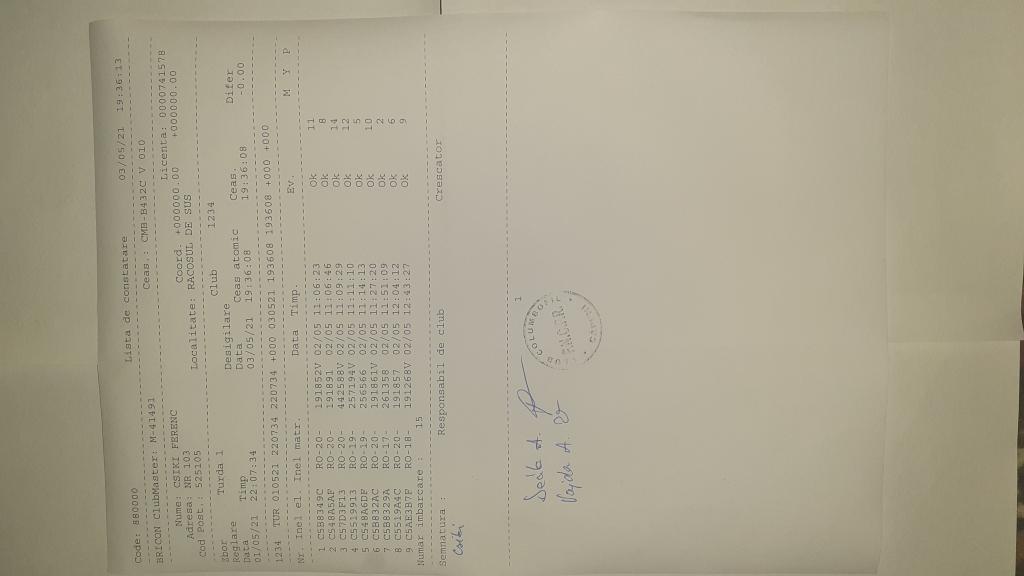 Lista de constatare 03/05/21 19:36:13
Code: 880000 Ceas.: CMB-B432C V 010
BRICON ClubMaster: M-41491 Licenta: 0000741578
Nume: CSIKI FERENC Coord. +000000.00 +000000.00
Adresa: NR 103 Localitate: RACOSUL DE SUS
Cod Post.: 525105
Zbor Turda 1 Club 1234
Reglare Desigilare
Data Timp Data Ceas atomic Ceas. Difer
01/05/21 22:07:34 03/05/21 19:36:08 19:36:08 -0.00
1234 TUR 010521 220734 220734 +000 030521 193608 193608 +000 +000
Nr. Inel el. Inel matr. Data Timp. Ev. M Y P
1 C5B8349C RO-20- 191852V 02/05 11:06:23 Ok 11
2 C548A5AF RO-20- 191891 02/05 11:06:46 Ok 8
3 C57D3F13 RO-20- 442588V 02/05 11:09:29 Ok 14
4 C5519913 RO-19- 257194V 02/05 11:11:10 Ok 12
5 C548A6DF RO-19- 256566 02/05 11:14:13 Ok 5
6 C5B832AC RO-20- 191861V 02/05 11:27:20 Ok 10
7 C5B8329A RO-17- 261358 02/05 11:51:09 Ok 2
8 C5519A4C RO-20- 191857 02/05 12:04:12 Ok 6
9 C5AE3B7F RO-18- 191268V 02/05 12:43:27 Ok 9
Numar imbarcare : 15
Semnatura : Responsabil de club Crescator
1
Vajda A.